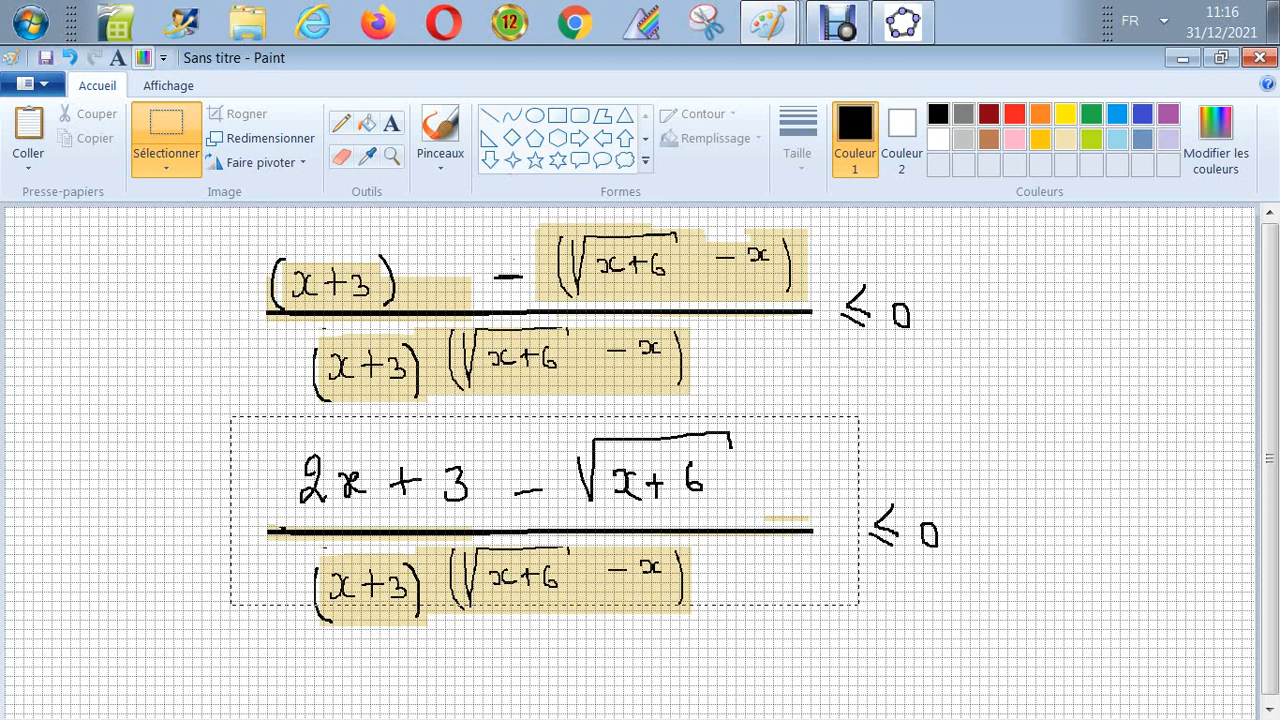 12
FR
11:16
31/12/2021
Sans titre - Paint
Accueil Affichage
Coller
Couper
Copier
Presse-papiers
Sélectionner
Rogner
Redimensionner
Faire pivoter
Image
A
Outils
Pinceaux
Contour
Remplissage
Formes
Taille
Couleur 1
Couleur 2
Modifier les couleurs
Couleurs
(x+3) - (√x+6 - x)
≤ 0
(x+3) (√x+6 - x)
2x + 3 - √x+6
≤ 0
(x+3) (√x+6 - x)